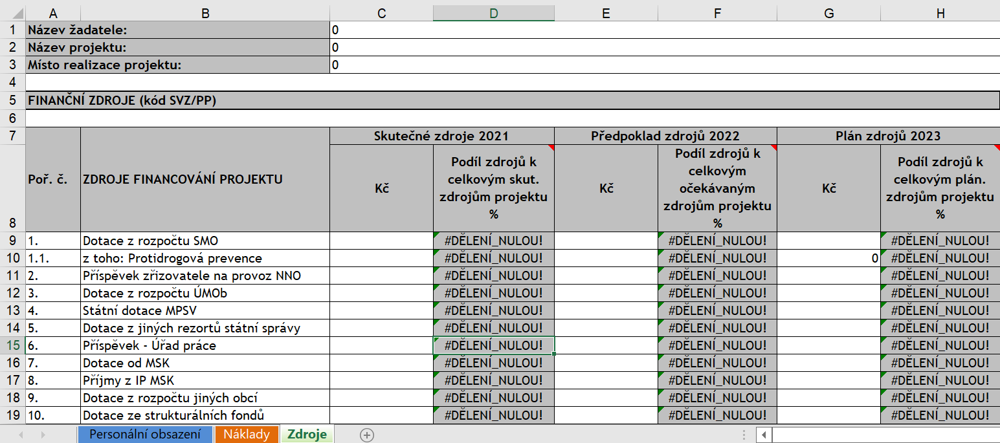 A B C D E F G H
1 Název žadatele: 0
2 Název projektu: 0
3 Místo realizace projektu: 0
4
5 FINANČNÍ ZDROJE (kód SVZ/PP)
6
7 Skutečné zdroje 2021 Předpoklad zdrojů 2022 Plán zdrojů 2023
8 Poř. č. ZDROJE FINANCOVÁNÍ PROJEKTU
Kč
Podíl zdrojů k
celkovým skut.
zdrojům projektu
%
Kč
Podíl zdrojů k
celkovým
očekávaným
zdrojům projektu
%
Kč
Podíl zdrojů k
celkovým plán.
zdrojům projektu
%
9 1. Dotace z rozpočtu SMO #DĚLENÍ_NULOU! #DĚLENÍ_NULOU! #DĚLENÍ_NULOU!
10 1.1. z toho: Protidrogová prevence #DĚLENÍ_NULOU! #DĚLENÍ_NULOU! 0 #DĚLENÍ_NULOU!
11 2. Příspěvek zřizovatele na provoz NNO #DĚLENÍ_NULOU! #DĚLENÍ_NULOU! #DĚLENÍ_NULOU!
12 3. Dotace z rozpočtu ÚMOb #DĚLENÍ_NULOU! #DĚLENÍ_NULOU! #DĚLENÍ_NULOU!
13 4. Státní dotace MPSV #DĚLENÍ_NULOU! #DĚLENÍ_NULOU! #DĚLENÍ_NULOU!
14 5. Dotace z jiných rezortů státní správy #DĚLENÍ_NULOU! #DĚLENÍ_NULOU! #DĚLENÍ_NULOU!
15 6. Příspěvek - Úřad práce #DĚLENÍ_NULOU! #DĚLENÍ_NULOU! #DĚLENÍ_NULOU!
16 7. Dotace od MSK #DĚLENÍ_NULOU! #DĚLENÍ_NULOU! #DĚLENÍ_NULOU!
17 8. Příjmy z IP MSK #DĚLENÍ_NULOU! #DĚLENÍ_NULOU! #DĚLENÍ_NULOU!
18 9. Dotace z rozpočtu jiných obcí #DĚLENÍ_NULOU! #DĚLENÍ_NULOU! #DĚLENÍ_NULOU!
19 10. Dotace ze strukturálních fondů #DĚLENÍ_NULOU! #DĚLENÍ_NULOU! #DĚLENÍ_NULOU!
Personální obsazení Náklady Zdroje